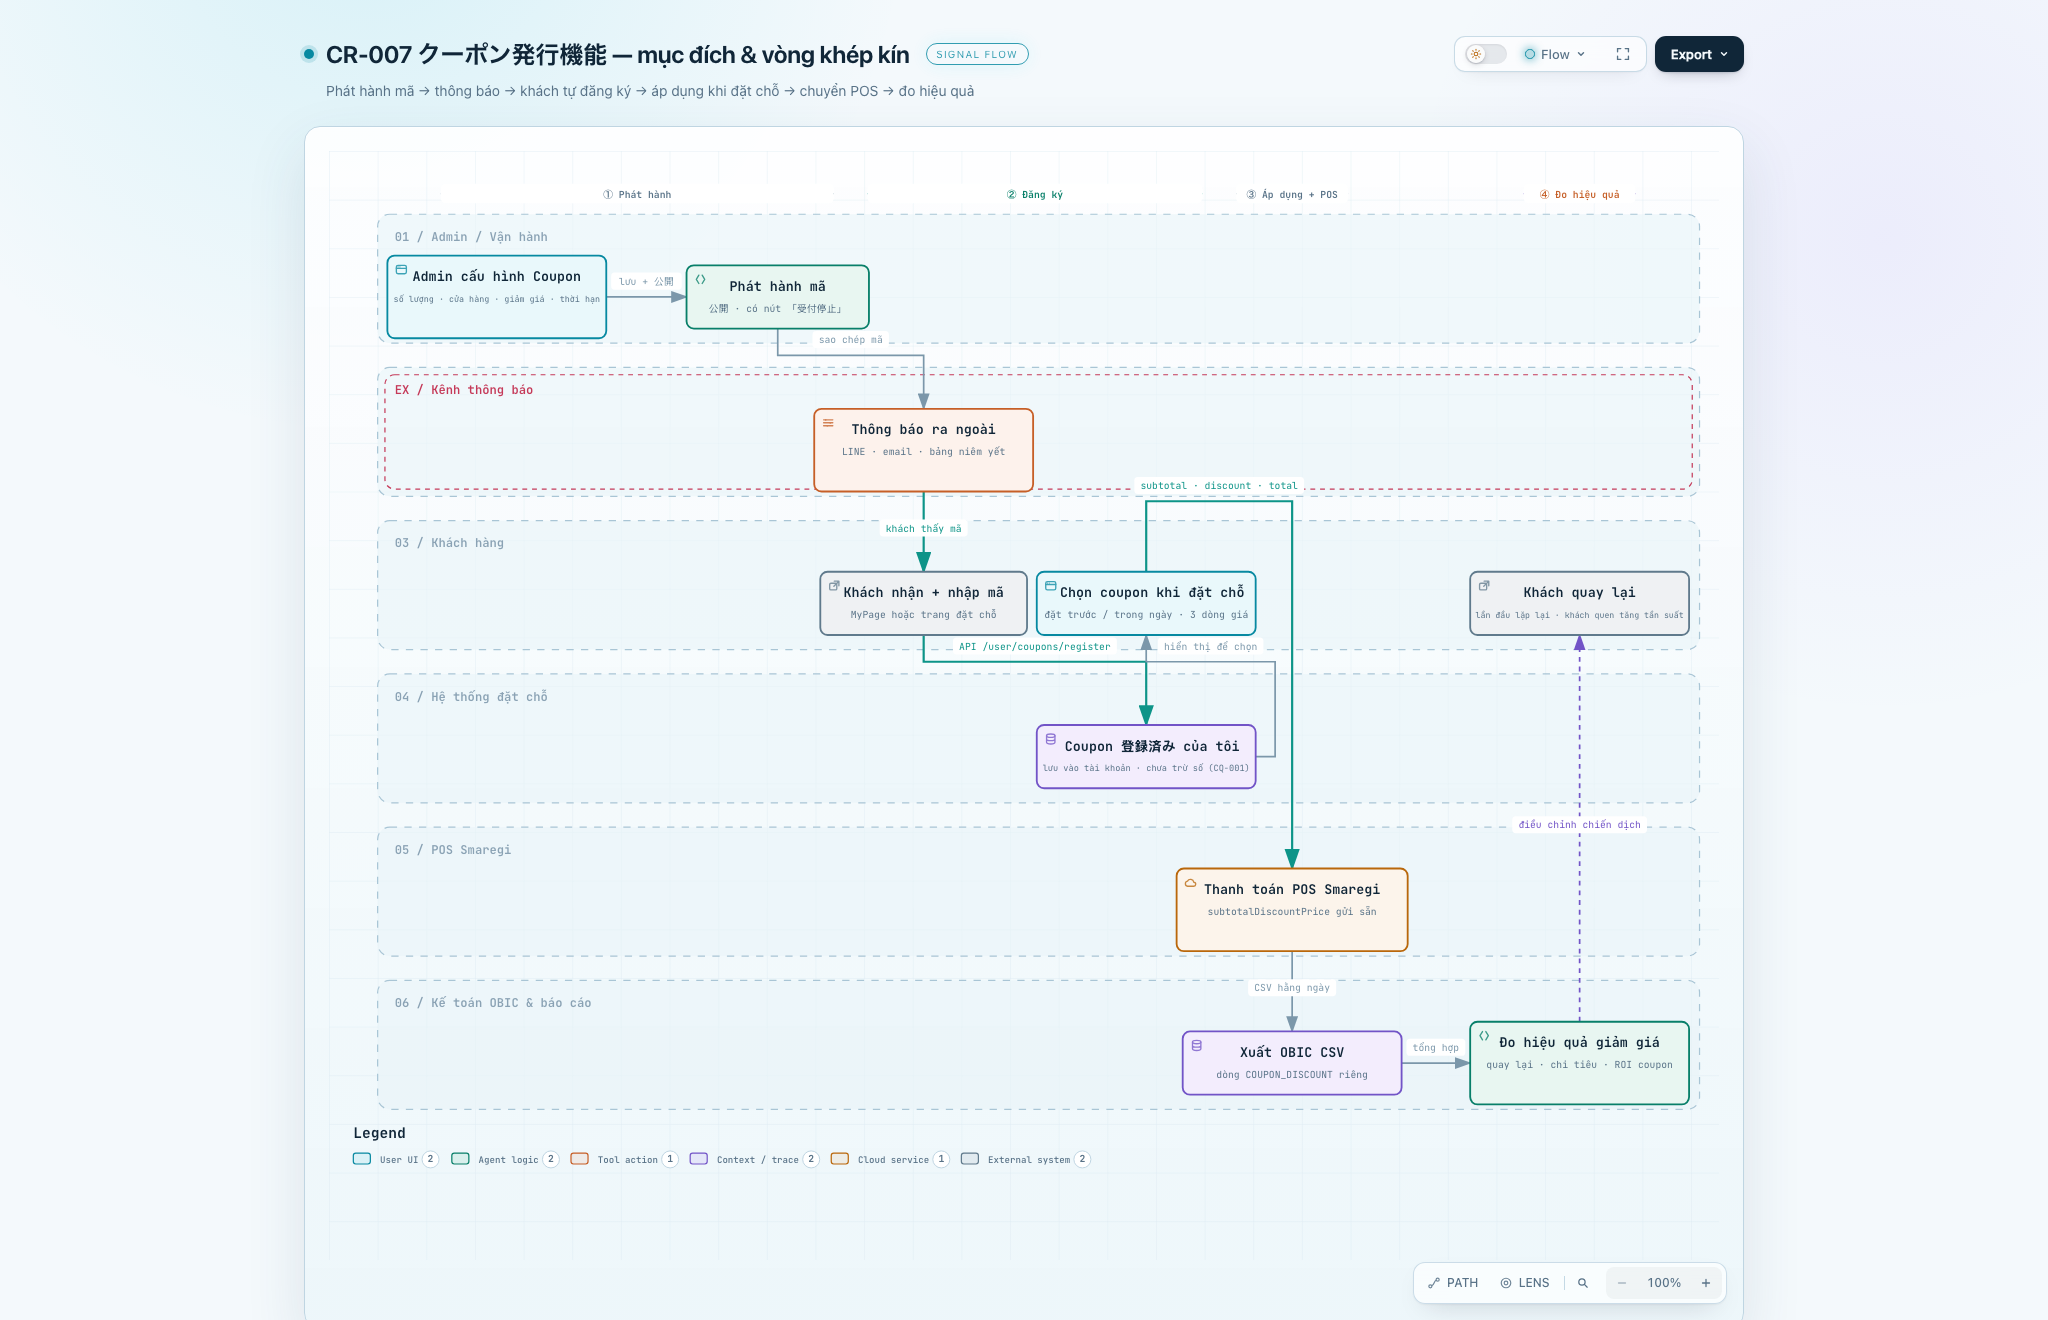 CR-007 クーポン発行機能 — mục đích & vòng khép kín
SIGNAL FLOW
Flow
Export
Phát hành mã → thông báo → khách tự đăng ký → áp dụng khi đặt chỗ → chuyển POS → đo hiệu quả
① Phát hành
② Đăng ký
③ Áp dụng + POS
④ Đo hiệu quả
01 / Admin / Vận hành
Admin cấu hình Coupon
số lượng · cửa hàng · giảm giá · thời hạn
lưu + 公開
Phát hành mã
公開 · có nút 「受付停止」
sao chép mã
EX / Kênh thông báo
Thông báo ra ngoài
LINE · email · bảng niêm yết
subtotal · discount · total
khách thấy mã
03 / Khách hàng
Khách nhận + nhập mã
MyPage hoặc trang đặt chỗ
Chọn coupon khi đặt chỗ
đặt trước / trong ngày · 3 dòng giá
Khách quay lại
lần đầu lặp lại · khách quen tăng tần suất
API /user/coupons/register
hiển thị để chọn
04 / Hệ thống đặt chỗ
Coupon 登録済み của tôi
lưu vào tài khoản · chưa trừ số (CQ-001)
điều chỉnh chiến dịch
05 / POS Smaregi
Thanh toán POS Smaregi
subtotalDiscountPrice gửi sẵn
CSV hằng ngày
06 / Kế toán OBIC & báo cáo
Xuất OBIC CSV
dòng COUPON_DISCOUNT riêng
tổng hợp
Đo hiệu quả giảm giá
quay lại · chi tiêu · ROI coupon
Legend
User UI 2
Agent logic 2
Tool action 1
Context / trace 2
Cloud service 1
External system 2
PATH
LENS
− 100% +